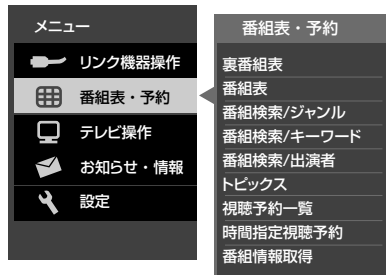 メニュー
リンク機器操作
番組表・予約
テレビ操作
お知らせ・情報
設定
番組表・予約
裏番組表
番組表
番組検索/ジャンル
番組検索/キーワード
番組検索/出演者
トピックス
視聴予約一覧
時間指定視聴予約
番組情報取得